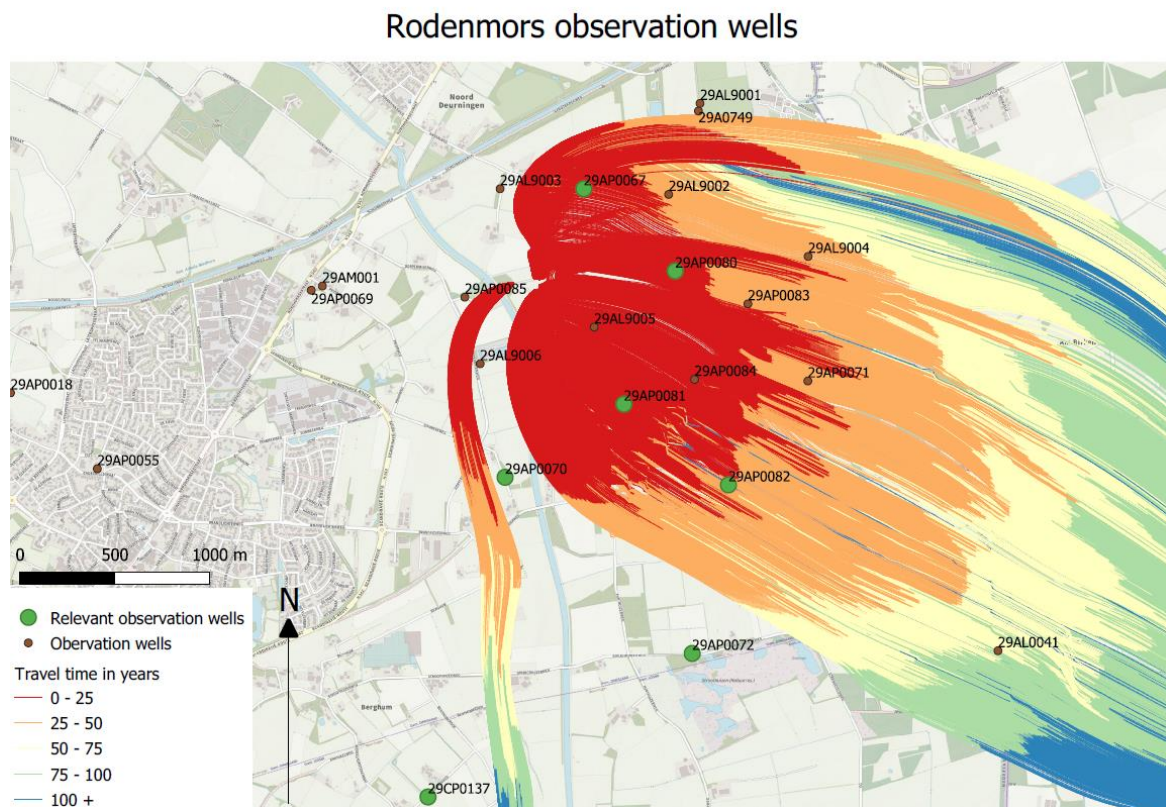 Rodenmors observation wells
29AL9001
29A0749
Noord
Deurningen
29AL9003
29AP0067
29AL9002
29AL9004
29AP0080
29AM001
29AP0069
29AP0085
29AP0083
29AL9005
29AL9006
29AP0084
29AP0071
29AP0018
29AP0081
29AP0055
29AP0070
29AP0082
0 500 1000 m
N
Relevant observation wells
Obervation wells
29AP0072
29AL0041
Travel time in years
0 - 25
Berghum
25 - 50
50 - 75
75 - 100
29CP0137
100 +